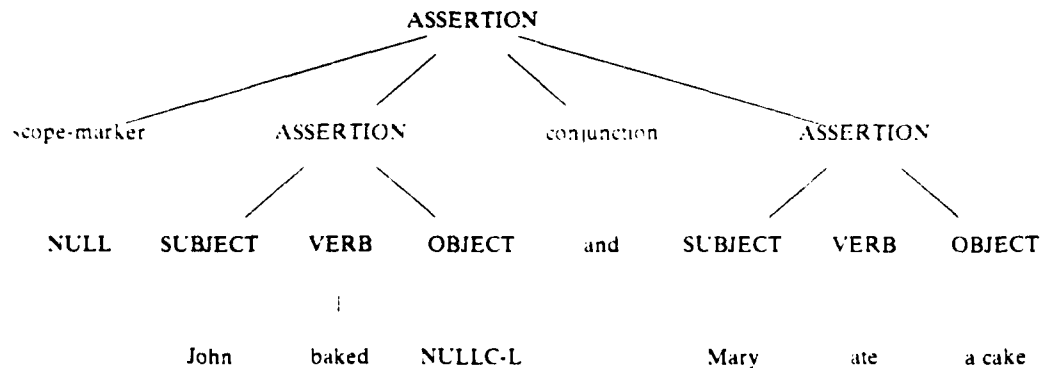 ASSERTION
scope-marker ASSERTION conjunction ASSERTION
NULL SUBJECT VERB OBJECT and SUBJECT VERB OBJECT
John baked NULLC-L Mary ate a cake